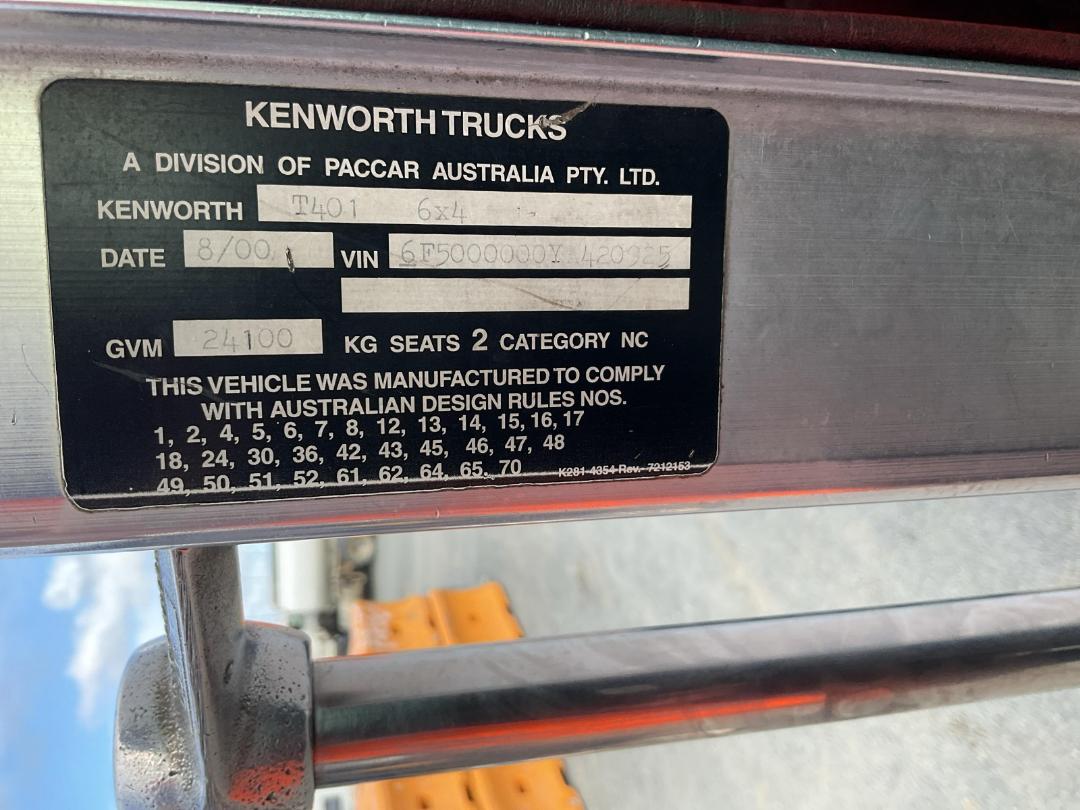 KENWORTH TRUCKS
A DIVISION OF PACCAR AUSTRALIA PTY. LTD.
KENWORTH T401 6x4
DATE 8/00 VIN 6F5000000Y 420925
GVM 24100 KG SEATS 2 CATEGORY NC
THIS VEHICLE WAS MANUFACTURED TO COMPLY
WITH AUSTRALIAN DESIGN RULES NOS.
1, 2, 4, 5, 6, 7, 8, 12, 13, 14, 15, 16, 17
18, 24, 30, 36, 42, 43, 45, 46, 47, 48
49, 50, 51, 52, 61, 62, 64, 65, 70 K281-4354 Rev. 7212153